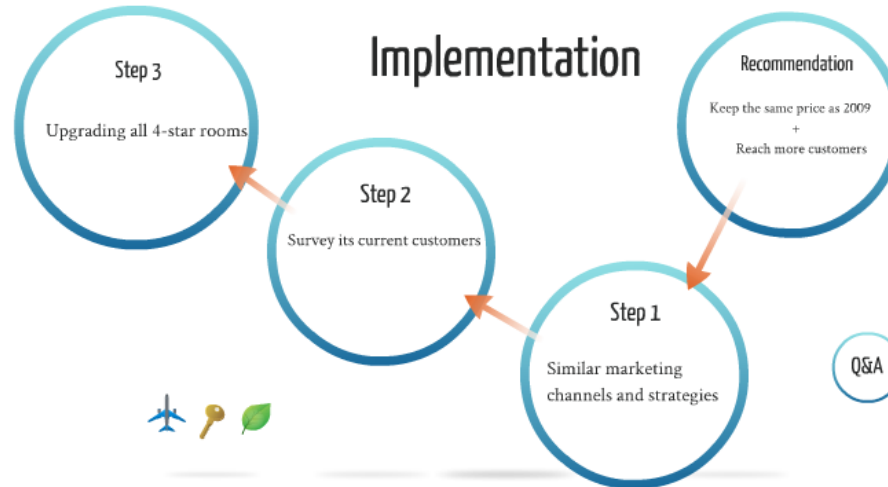 Implementation
Recommendation
Keep the same price as 2009
+
Reach more customers
Step 1
Similar marketing
channels and strategies
Step 2
Survey its current customers
Step 3
Upgrading all 4-star rooms
Q&A